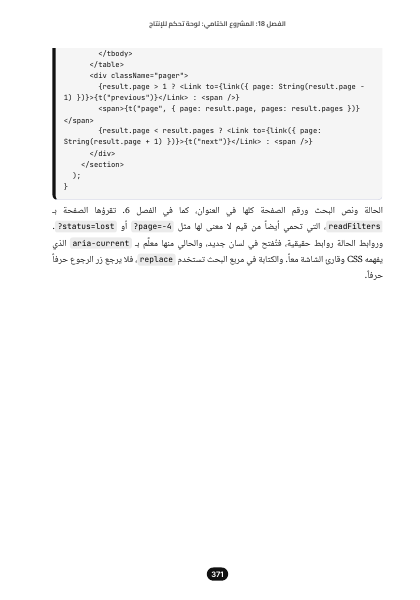 الفصل 18: المشروع الختامي: لوحة تحكم للإنتاج
</tbody>
</table>
<div className="pager">
{result.page > 1 ? <Link to={link({ page: String(result.page -
1) })}>{t("previous")}</Link> : <span />}
<span>{t("page", { page: result.page, pages: result.pages })}
</span>
{result.page < result.pages ? <Link to={link({ page:
String(result.page + 1) })}>{t("next")}</Link> : <span />}
</div>
</section>
);
}
الحالة ونص البحث ورقم الصفحة كلها في العنوان، كما في الفصل 6. تقرؤها الصفحة بـ
readFilters، التي تحمي أيضاً من قيم لا معنى لها مثل ?page=-4 أو ?status=lost.
وروابط الحالة روابط حقيقية، فتُفتح في لسان جديد، والحالي منها معلَّم بـ aria-current الذي
يفهمه CSS وقارئ الشاشة معاً. والكتابة في مربع البحث تستخدم replace، فلا يرجع زر الرجوع حرفاً
حرفاً.
371